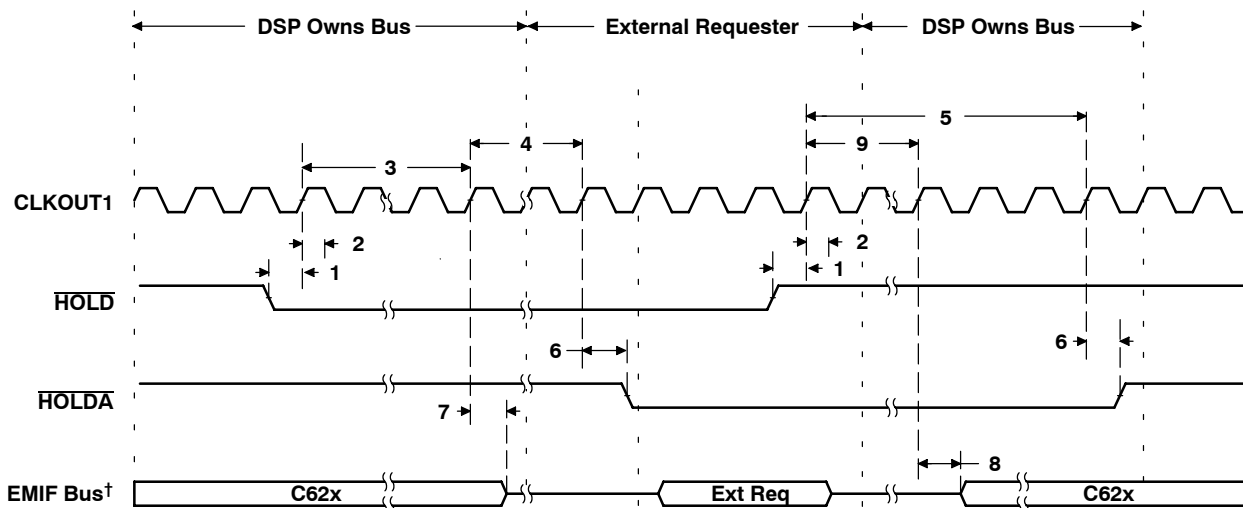 DSP Owns Bus External Requester DSP Owns Bus
5
4 9
3
CLKOUT1
2 2
1 1
HOLD
6 6
HOLDA
7
8
EMIF Bus† C62x Ext Req C62x